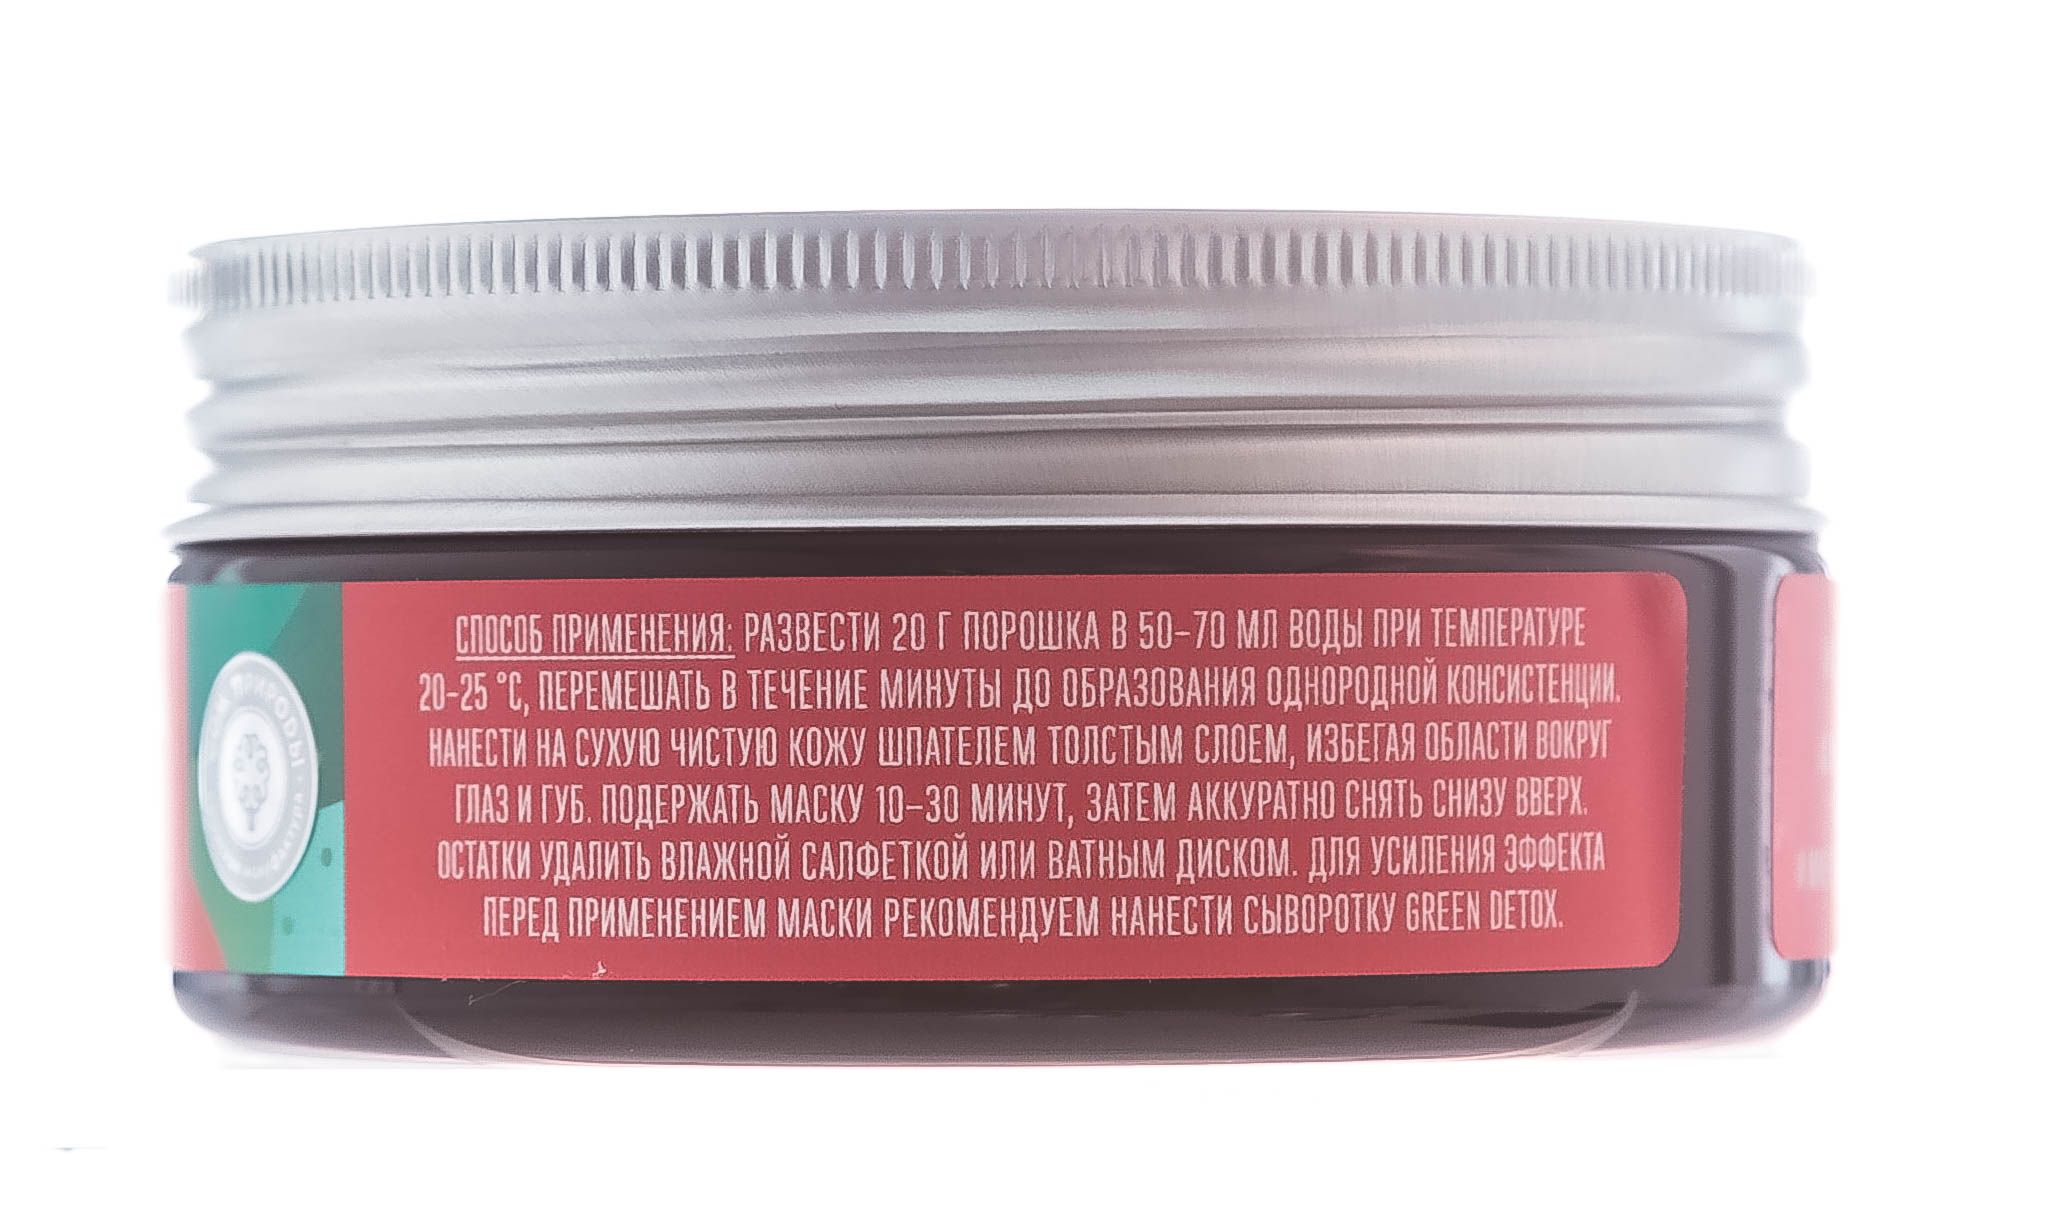 СПОСОБ ПРИМЕНЕНИЯ: РАЗВЕСТИ 20 Г ПОРОШКА В 50–70 МЛ ВОДЫ ПРИ ТЕМПЕРАТУРЕ
20–25 °С, ПЕРЕМЕШАТЬ В ТЕЧЕНИЕ МИНУТЫ ДО ОБРАЗОВАНИЯ ОДНОРОДНОЙ КОНСИСТЕНЦИИ.
НАНЕСТИ НА СУХУЮ ЧИСТУЮ КОЖУ ШПАТЕЛЕМ ТОЛСТЫМ СЛОЕМ, ИЗБЕГАЯ ОБЛАСТИ ВОКРУГ
ГЛАЗ И ГУБ. ПОДЕРЖАТЬ МАСКУ 10–30 МИНУТ, ЗАТЕМ АККУРАТНО СНЯТЬ СНИЗУ ВВЕРХ.
ОСТАТКИ УДАЛИТЬ ВЛАЖНОЙ САЛФЕТКОЙ ИЛИ ВАТНЫМ ДИСКОМ. ДЛЯ УСИЛЕНИЯ ЭФФЕКТА
ПЕРЕД ПРИМЕНЕНИЕМ МАСКИ РЕКОМЕНДУЕМ НАНЕСТИ СЫВОРОТКУ GREEN DETOX.
ПРИРОДЫ